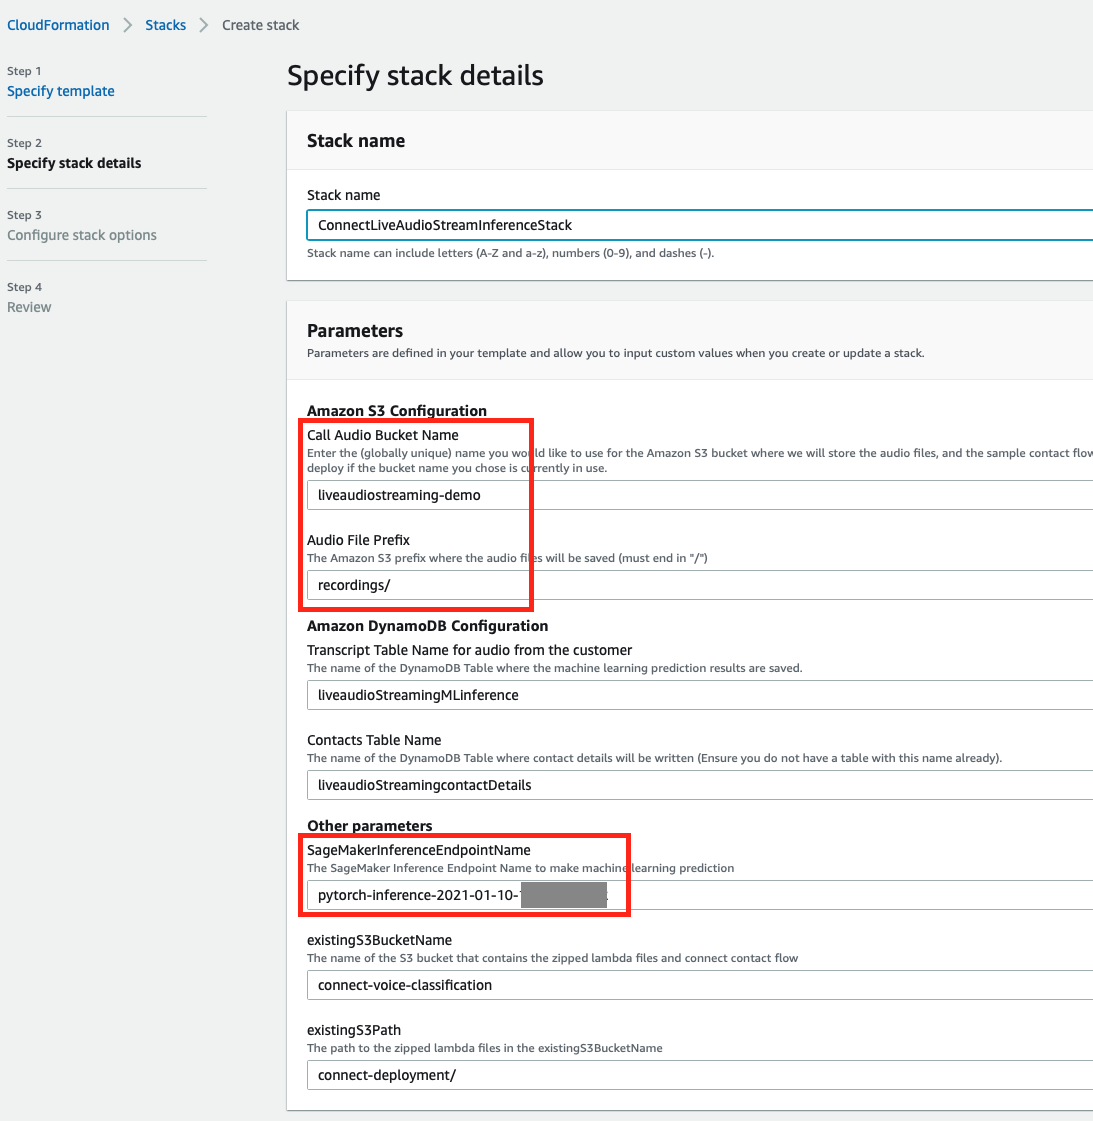 CloudFormation > Stacks > Create stack
Step 1
Specify template
Step 2
Specify stack details
Step 3
Configure stack options
Step 4
Review
Specify stack details
Stack name
Stack name
ConnectLiveAudioStreamInferenceStack
Stack name can include letters (A-Z and a-z), numbers (0-9), and dashes (-).
Parameters
Parameters are defined in your template and allow you to input custom values when you create or update a stack.
Amazon S3 Configuration
Call Audio Bucket Name
Enter the (globally unique) name you would like to use for the Amazon S3 bucket where we will store the audio files, and the sample contact flow
deploy if the bucket name you chose is currently in use.
liveaudiostreaming-demo
Audio File Prefix
The Amazon S3 prefix where the audio files will be saved (must end in "/")
recordings/
Amazon DynamoDB Configuration
Transcript Table Name for audio from the customer
The name of the DynamoDB Table where the machine learning prediction results are saved.
liveaudioStreamingMLinference
Contacts Table Name
The name of the DynamoDB Table where contact details will be written (Ensure you do not have a table with this name already).
liveaudioStreamingcontactDetails
Other parameters
SageMakerInferenceEndpointName
The SageMaker Inference Endpoint Name to make machine learning prediction
pytorch-inference-2021-01-10-
existingS3BucketName
The name of the S3 bucket that contains the zipped lambda files and connect contact flow
connect-voice-classification
existingS3Path
The path to the zipped lambda files in the existingS3BucketName
connect-deployment/